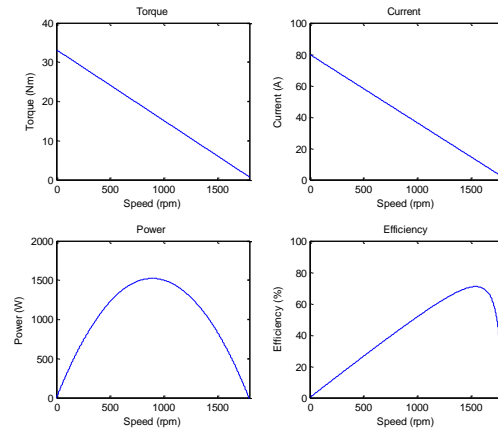 Torque
40
30
20
10
0
Torque (Nm)
0 500 1000 1500
Speed (rpm)
Current
100
80
60
40
20
0
Current (A)
0 500 1000 1500
Speed (rpm)
Power
2000
1500
1000
500
0
Power (W)
0 500 1000 1500
Speed (rpm)
Efficiency
100
80
60
40
20
0
Efficiency (%)
0 500 1000 1500
Speed (rpm)